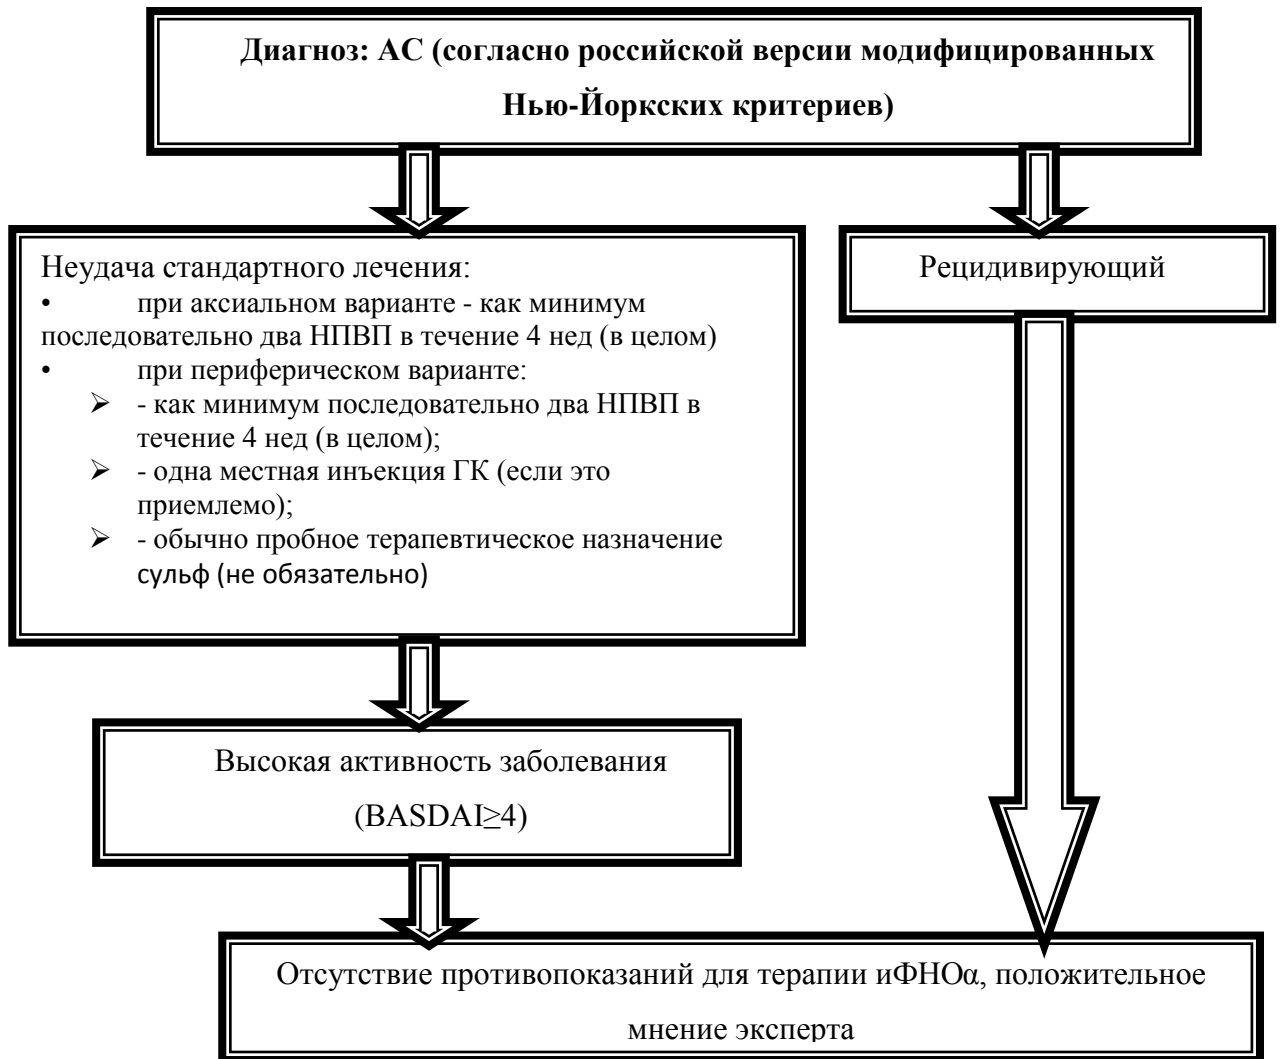 Диагноз: АС (согласно российской версии модифицированных
Нью-Йоркских критериев)
Неудача стандартного лечения:
• при аксиальном варианте - как минимум
последовательно два НПВП в течение 4 нед (в целом)
• при периферическом варианте:
➢ - как минимум последовательно два НПВП в
течение 4 нед (в целом);
➢ - одна местная инъекция ГК (если это
приемлемо);
➢ - обычно пробное терапевтическое назначение
сульф (не обязательно)
Рецидивирующий
Высокая активность заболевания
(BASDAI≥4)
Отсутствие противопоказаний для терапии иФНОα, положительное
мнение эксперта